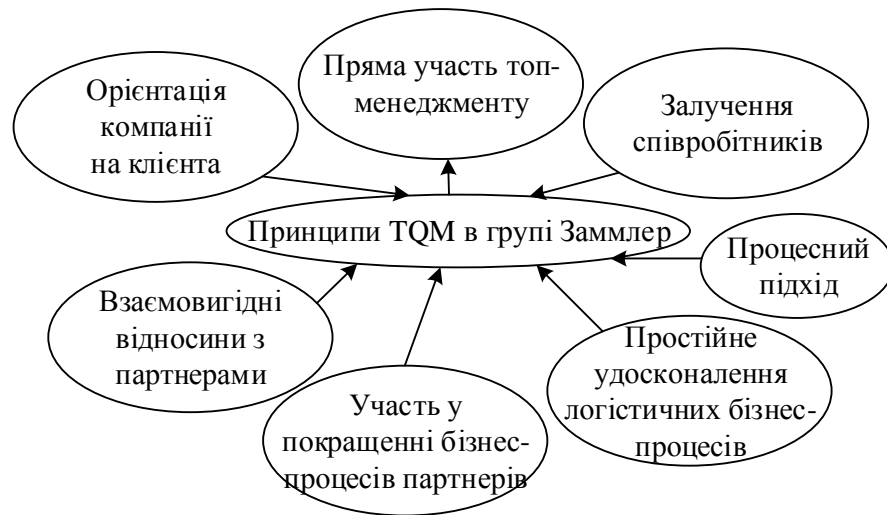 Орієнтація
компанії
на клієнта
Пряма участь топ-
менеджменту
Залучення
співробітників
Принципи TQM в групі Заммлер
Процесний
підхід
Взаємовигідні
відносини з
партнерами
Участь у
покращенні бізнес-
процесів партнерів
Простійне
удосконалення
логістичних бізнес-
процесів